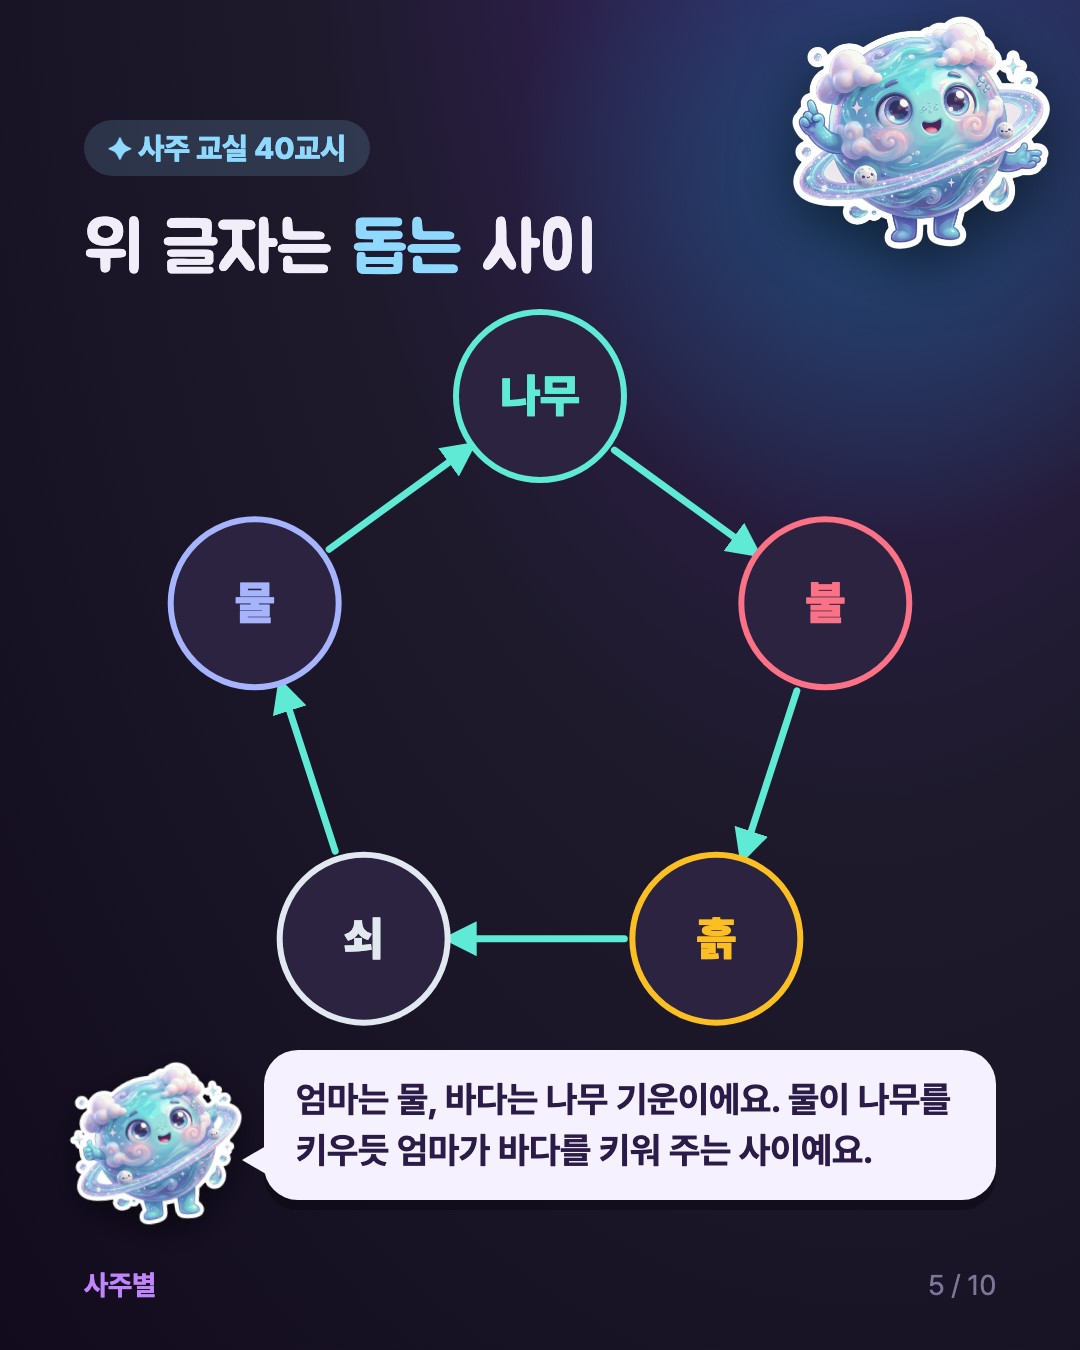 사주 교실 40교시
위 글자는 돕는 사이
나무
물
불
쇠
흙
엄마는 물, 바다는 나무 기운이에요. 물이 나무를
키우듯 엄마가 바다를 키워 주는 사이예요.
사주별
5 / 10